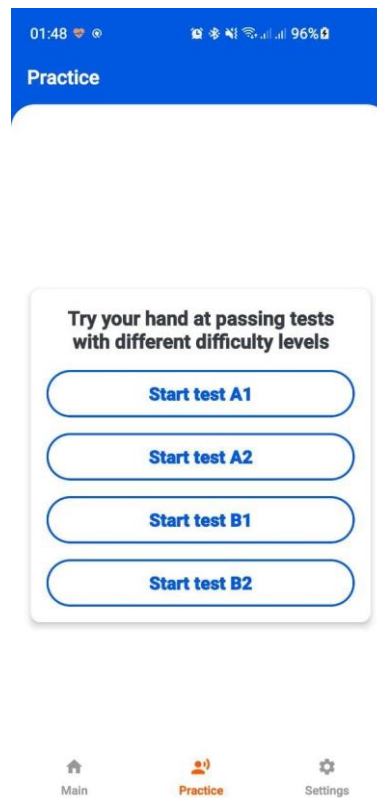 01:48 96%
Practice
Try your hand at passing tests
with different difficulty levels
Start test A1
Start test A2
Start test B1
Start test B2
Main Practice Settings